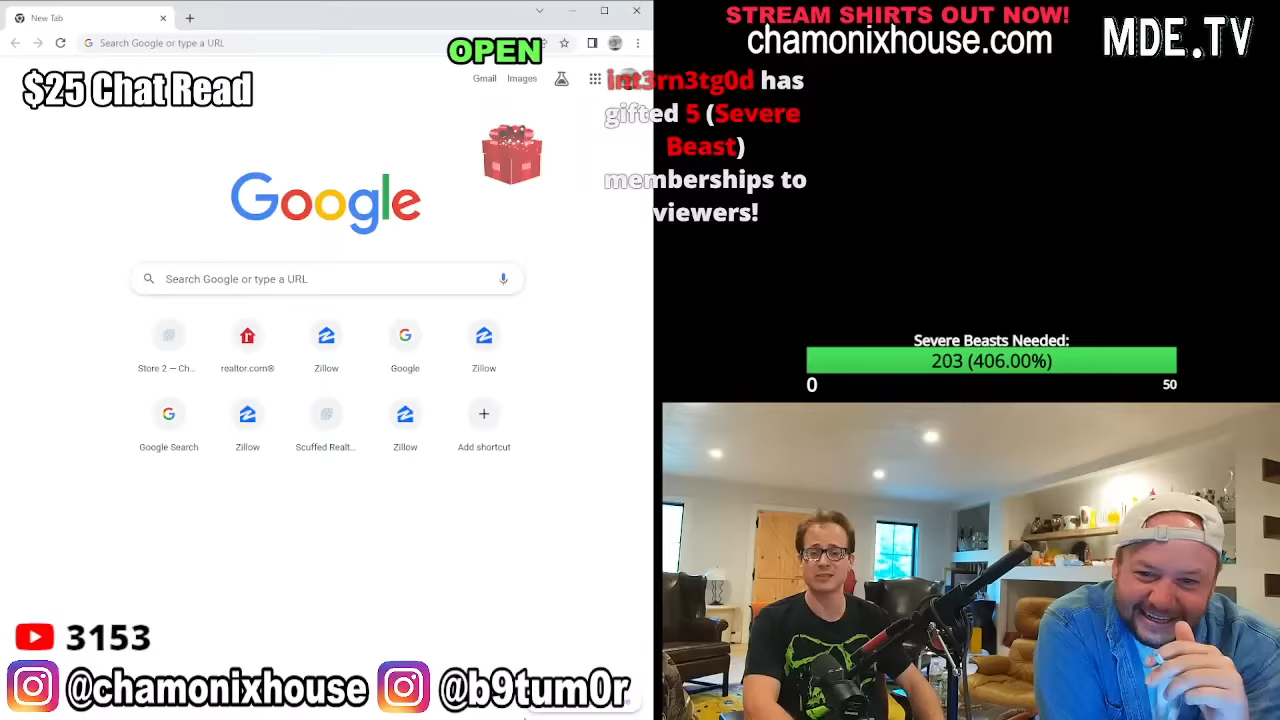 New Tab
Search Google or type a URL
OPEN
Gmail Images
$25 Chat Read
Google
Search Google or type a URL
Store 2 — Ch...
realtor.com®
Zillow
Google
Zillow
Google Search
Zillow
Scuffed Realt...
Zillow
Add shortcut
3153
@chamonixhouse @b9tum0r
STREAM SHIRTS OUT NOW!
chamonixhouse.com
MDE.TV
int3rn3tg0d has
gifted 5 (Severe
Beast)
memberships to
viewers!
Severe Beasts Needed:
203 (406.00%)
0 50